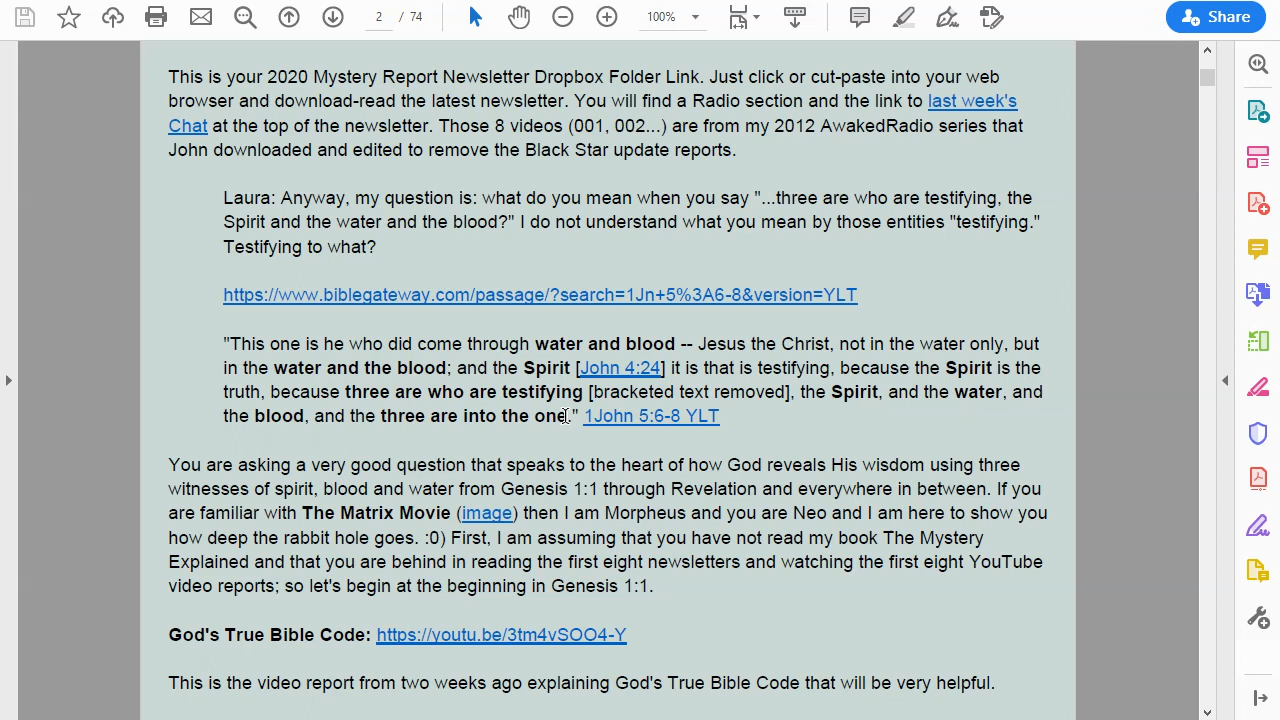 2 / 74
100%
Share
This is your 2020 Mystery Report Newsletter Dropbox Folder Link. Just click or cut-paste into your web
browser and download-read the latest newsletter. You will find a Radio section and the link to last week's
Chat at the top of the newsletter. Those 8 videos (001, 002...) are from my 2012 AwakedRadio series that
John downloaded and edited to remove the Black Star update reports.
Laura: Anyway, my question is: what do you mean when you say "...three are who are testifying, the
Spirit and the water and the blood?" I do not understand what you mean by those entities "testifying."
Testifying to what?
https://www.biblegateway.com/passage/?search=1Jn+5%3A6-8&version=YLT
"This one is he who did come through water and blood -- Jesus the Christ, not in the water only, but
in the water and the blood; and the Spirit [John 4:24] it is that is testifying, because the Spirit is the
truth, because three are who are testifying [bracketed text removed], the Spirit, and the water, and
the blood, and the three are into the one." 1John 5:6-8 YLT
You are asking a very good question that speaks to the heart of how God reveals His wisdom using three
witnesses of spirit, blood and water from Genesis 1:1 through Revelation and everywhere in between. If you
are familiar with The Matrix Movie (image) then I am Morpheus and you are Neo and I am here to show you
how deep the rabbit hole goes. :0) First, I am assuming that you have not read my book The Mystery
Explained and that you are behind in reading the first eight newsletters and watching the first eight YouTube
video reports; so let's begin at the beginning in Genesis 1:1.
God's True Bible Code: https://youtu.be/3tm4vSOO4-Y
This is the video report from two weeks ago explaining God's True Bible Code that will be very helpful.